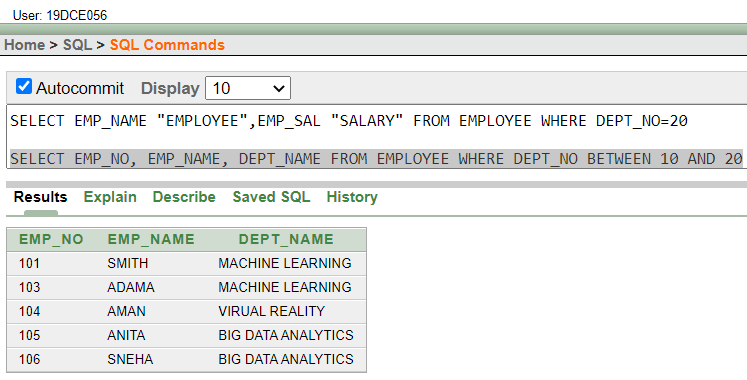 User: 19DCE056
Home > SQL > SQL Commands
Autocommit Display 10
SELECT EMP_NAME "EMPLOYEE",EMP_SAL "SALARY" FROM EMPLOYEE WHERE DEPT_NO=20
SELECT EMP_NO, EMP_NAME, DEPT_NAME FROM EMPLOYEE WHERE DEPT_NO BETWEEN 10 AND 20
Results Explain Describe Saved SQL History
EMP_NO EMP_NAME DEPT_NAME
101 SMITH MACHINE LEARNING
103 ADAMA MACHINE LEARNING
104 AMAN VIRUAL REALITY
105 ANITA BIG DATA ANALYTICS
106 SNEHA BIG DATA ANALYTICS